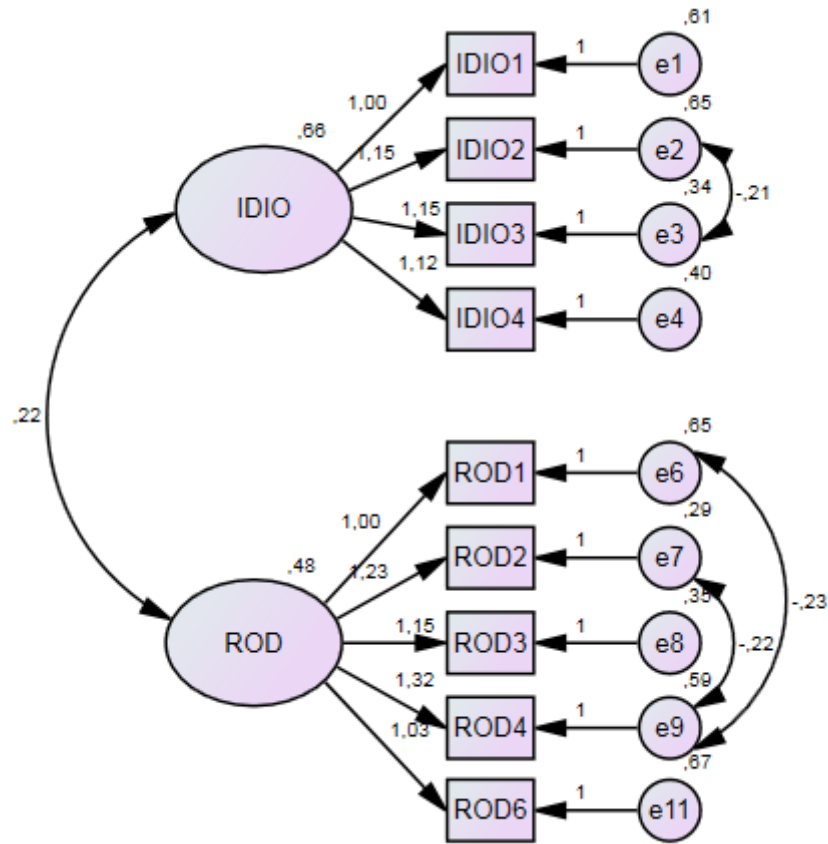 ,61
IDIO1
1
e1
1,00
,66
,65
1,15
IDIO2
1
e2
,34
-,21
IDIO
1,15
IDIO3
1
e3
1,12
,40
IDIO4
1
e4
,22
,65
ROD1
1
e6
1,00
,29
,48
1,23
ROD2
1
e7
,35
-,23
ROD
1,15
ROD3
1
e8
-,22
1,32
,59
1,03
ROD4
1
e9
,67
ROD6
1
e11